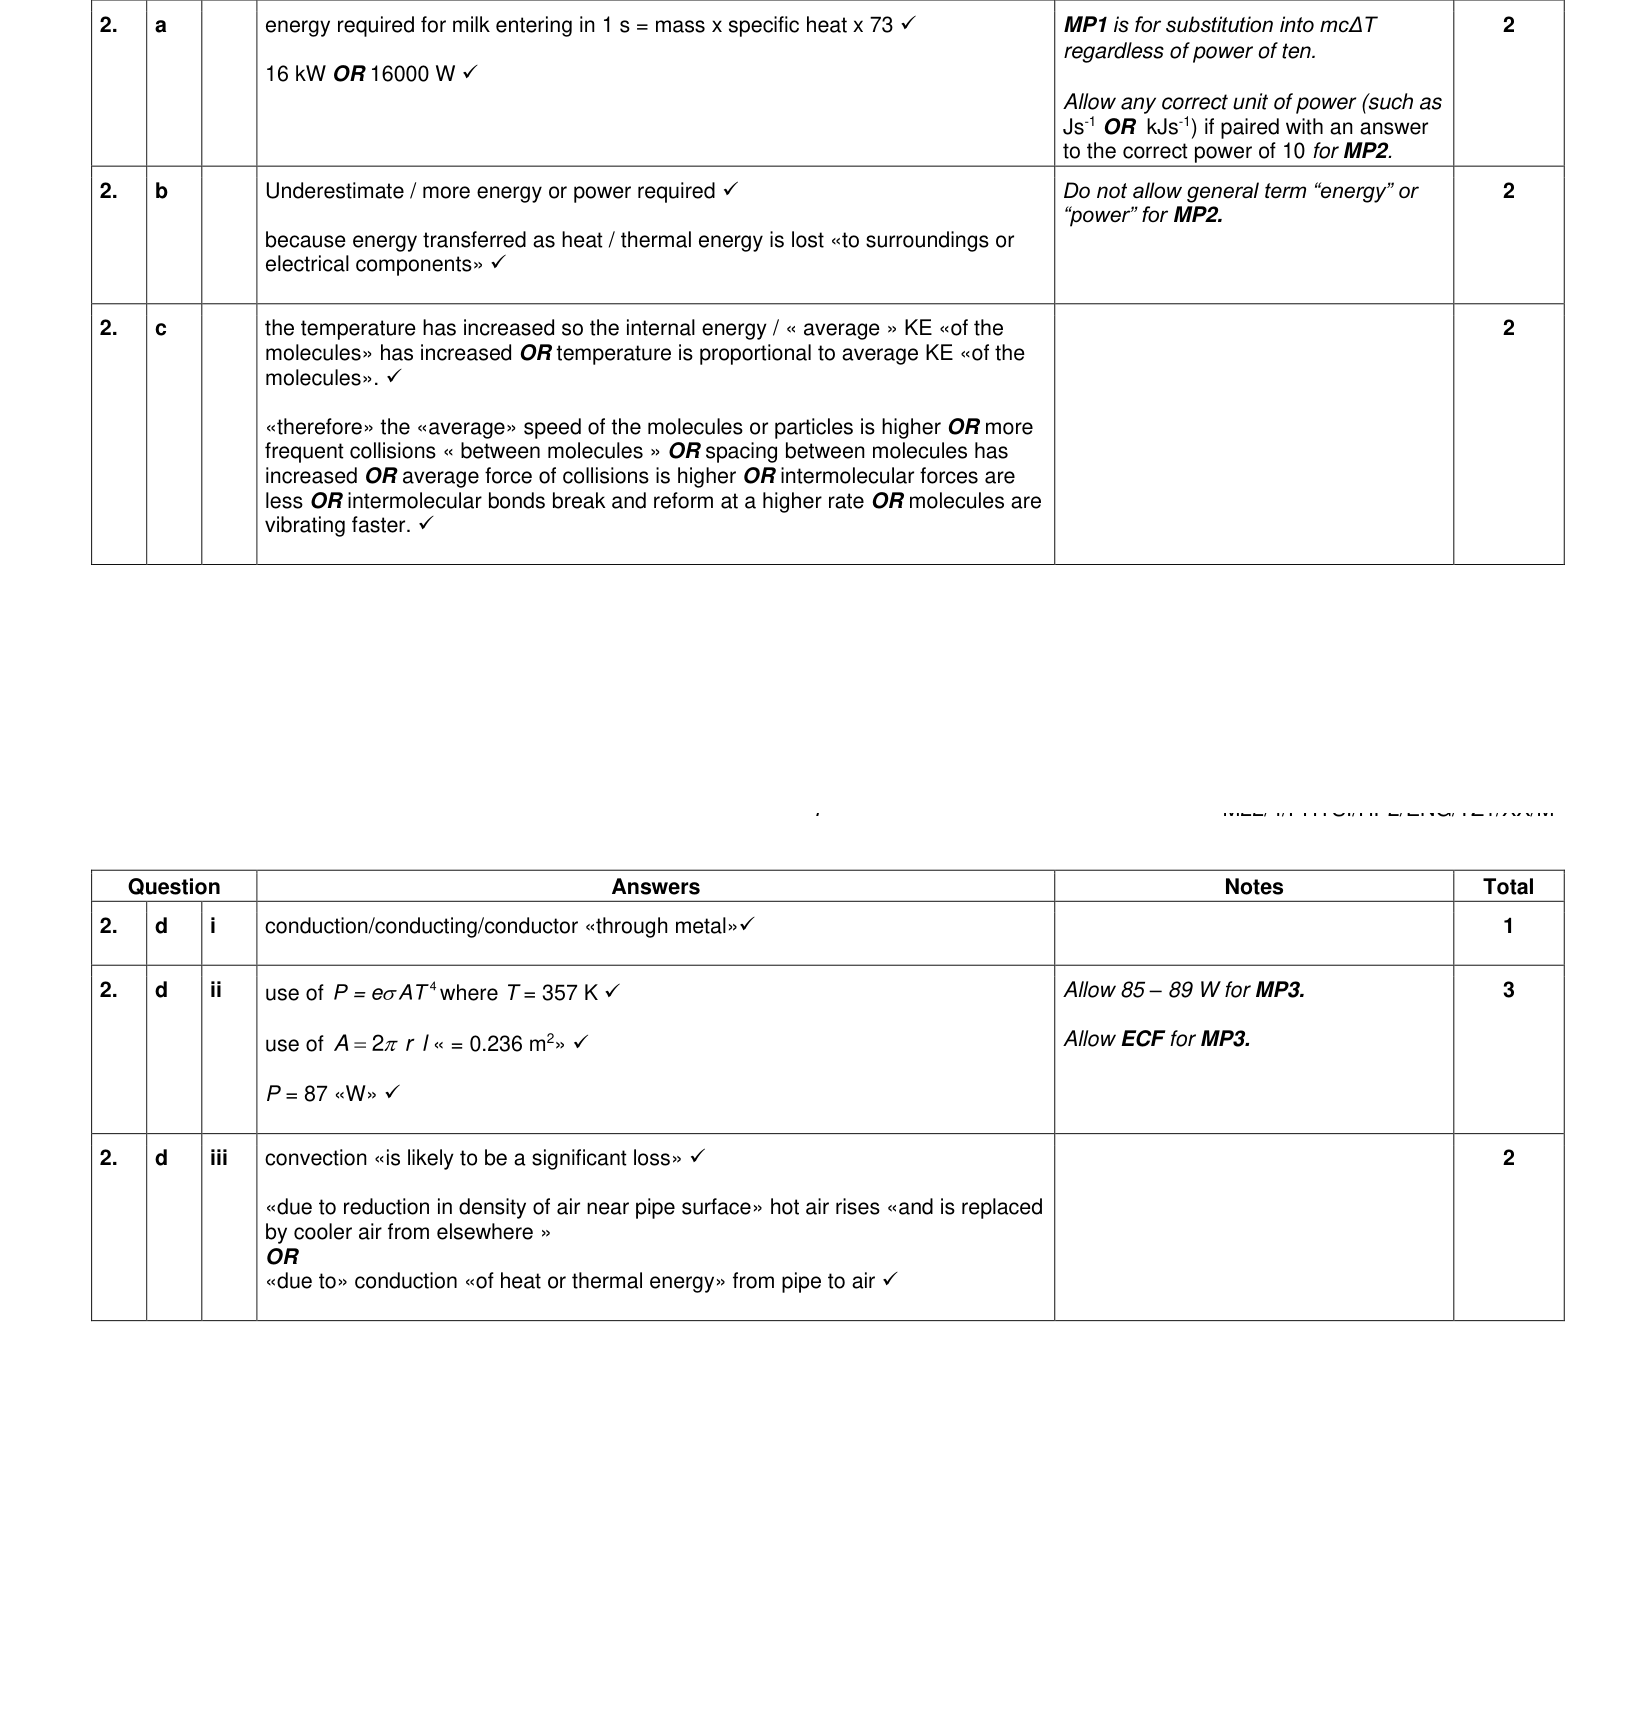 2. a energy required for milk entering in 1 s = mass x specific heat x 73 ✓ MP1 is for substitution into mcΔT 2
regardless of power of ten.
16 kW OR 16000 W ✓
Allow any correct unit of power (such as
Js-1 OR kJs-1) if paired with an answer
to the correct power of 10 for MP2.
2. b Underestimate / more energy or power required ✓ Do not allow general term “energy” or 2
“power” for MP2.
because energy transferred as heat / thermal energy is lost «to surroundings or
electrical components» ✓
2. c the temperature has increased so the internal energy / « average » KE «of the 2
molecules» has increased OR temperature is proportional to average KE «of the
molecules». ✓
«therefore» the «average» speed of the molecules or particles is higher OR more
frequent collisions « between molecules » OR spacing between molecules has
increased OR average force of collisions is higher OR intermolecular forces are
less OR intermolecular bonds break and reform at a higher rate OR molecules are
vibrating faster. ✓
Question Answers Notes Total
2. d i conduction/conducting/conductor «through metal»✓ 1
2. d ii use of P = eσAT⁴ where T = 357 K ✓ Allow 85 – 89 W for MP3. 3
use of A = 2π r l « = 0.236 m²» ✓ Allow ECF for MP3.
P = 87 «W» ✓
2. d iii convection «is likely to be a significant loss» ✓ 2
«due to reduction in density of air near pipe surface» hot air rises «and is replaced
by cooler air from elsewhere »
OR
«due to» conduction «of heat or thermal energy» from pipe to air ✓